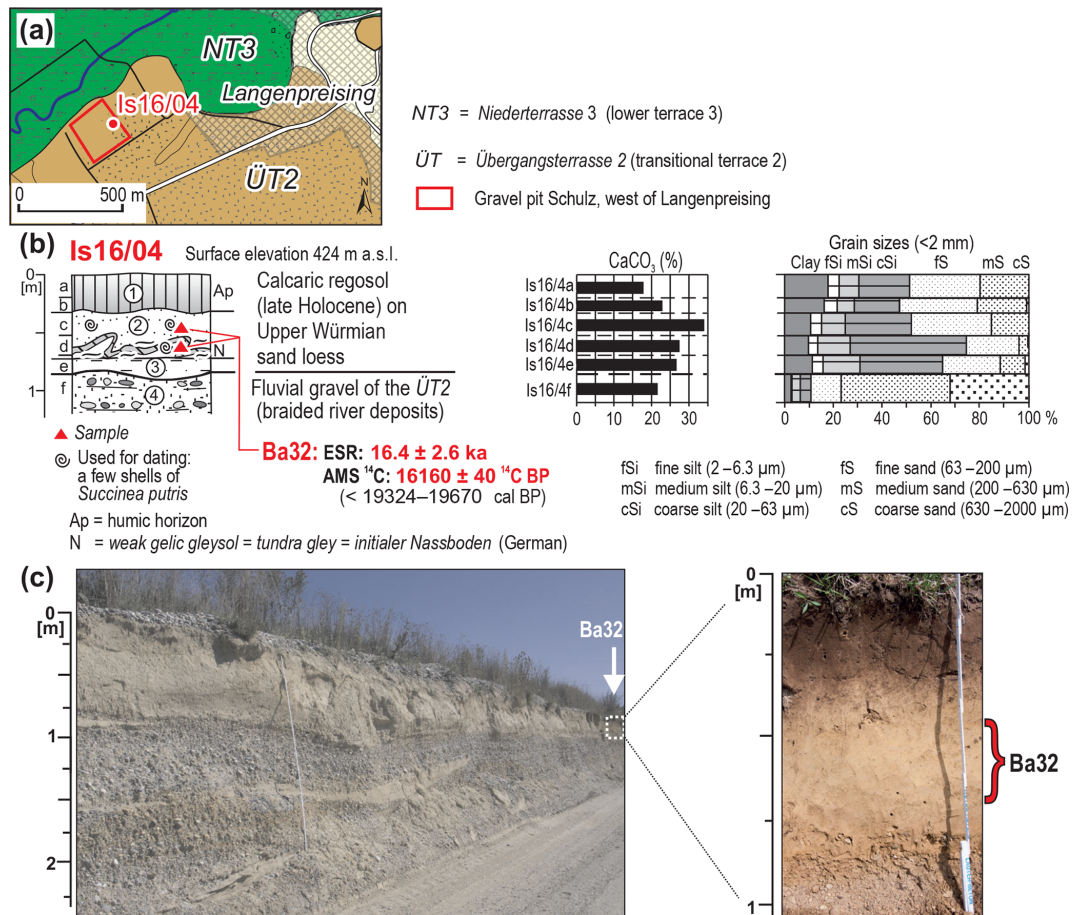 (a)
NT3
Langenpreising
Is16/04
ÜT2
0 500 m
N
NT3 = Niederterrasse 3 (lower terrace 3)
ÜT = Übergangsterrasse 2 (transitional terrace 2)
Gravel pit Schulz, west of Langenpreising
(b)
Is16/04
Surface elevation 424 m a.s.l.
0
[m]
1
a
b
c
d
e
f
1
2
3
4
Ap
N
Calcaric regosol
(late Holocene) on
Upper Würmian
sand loess
Fluvial gravel of the ÜT2
(braided river deposits)
Sample
Used for dating:
a few shells of
Succinea putris
Ba32: ESR: 16.4 ± 2.6 ka
AMS ¹⁴C: 16160 ± 40 ¹⁴C BP
(< 19324–19670 cal BP)
Ap = humic horizon
N = weak gelic gleysol = tundra gley = initialer Nassboden (German)
CaCO₃ (%)
Is16/4a
Is16/4b
Is16/4c
Is16/4d
Is16/4e
Is16/4f
0 10 20 30
Grain sizes (<2 mm)
Clay fSi mSi cSi fS mS cS
0 20 40 60 80 100 %
fSi fine silt (2 –6.3 µm)
mSi medium silt (6.3 –20 µm)
cSi coarse silt (20 –63 µm)
fS fine sand (63 –200 µm)
mS medium sand (200 –630 µm)
cS coarse sand (630 –2000 µm)
(c)
0
[m]
1
2
Ba32
0
[m]
1
Ba32